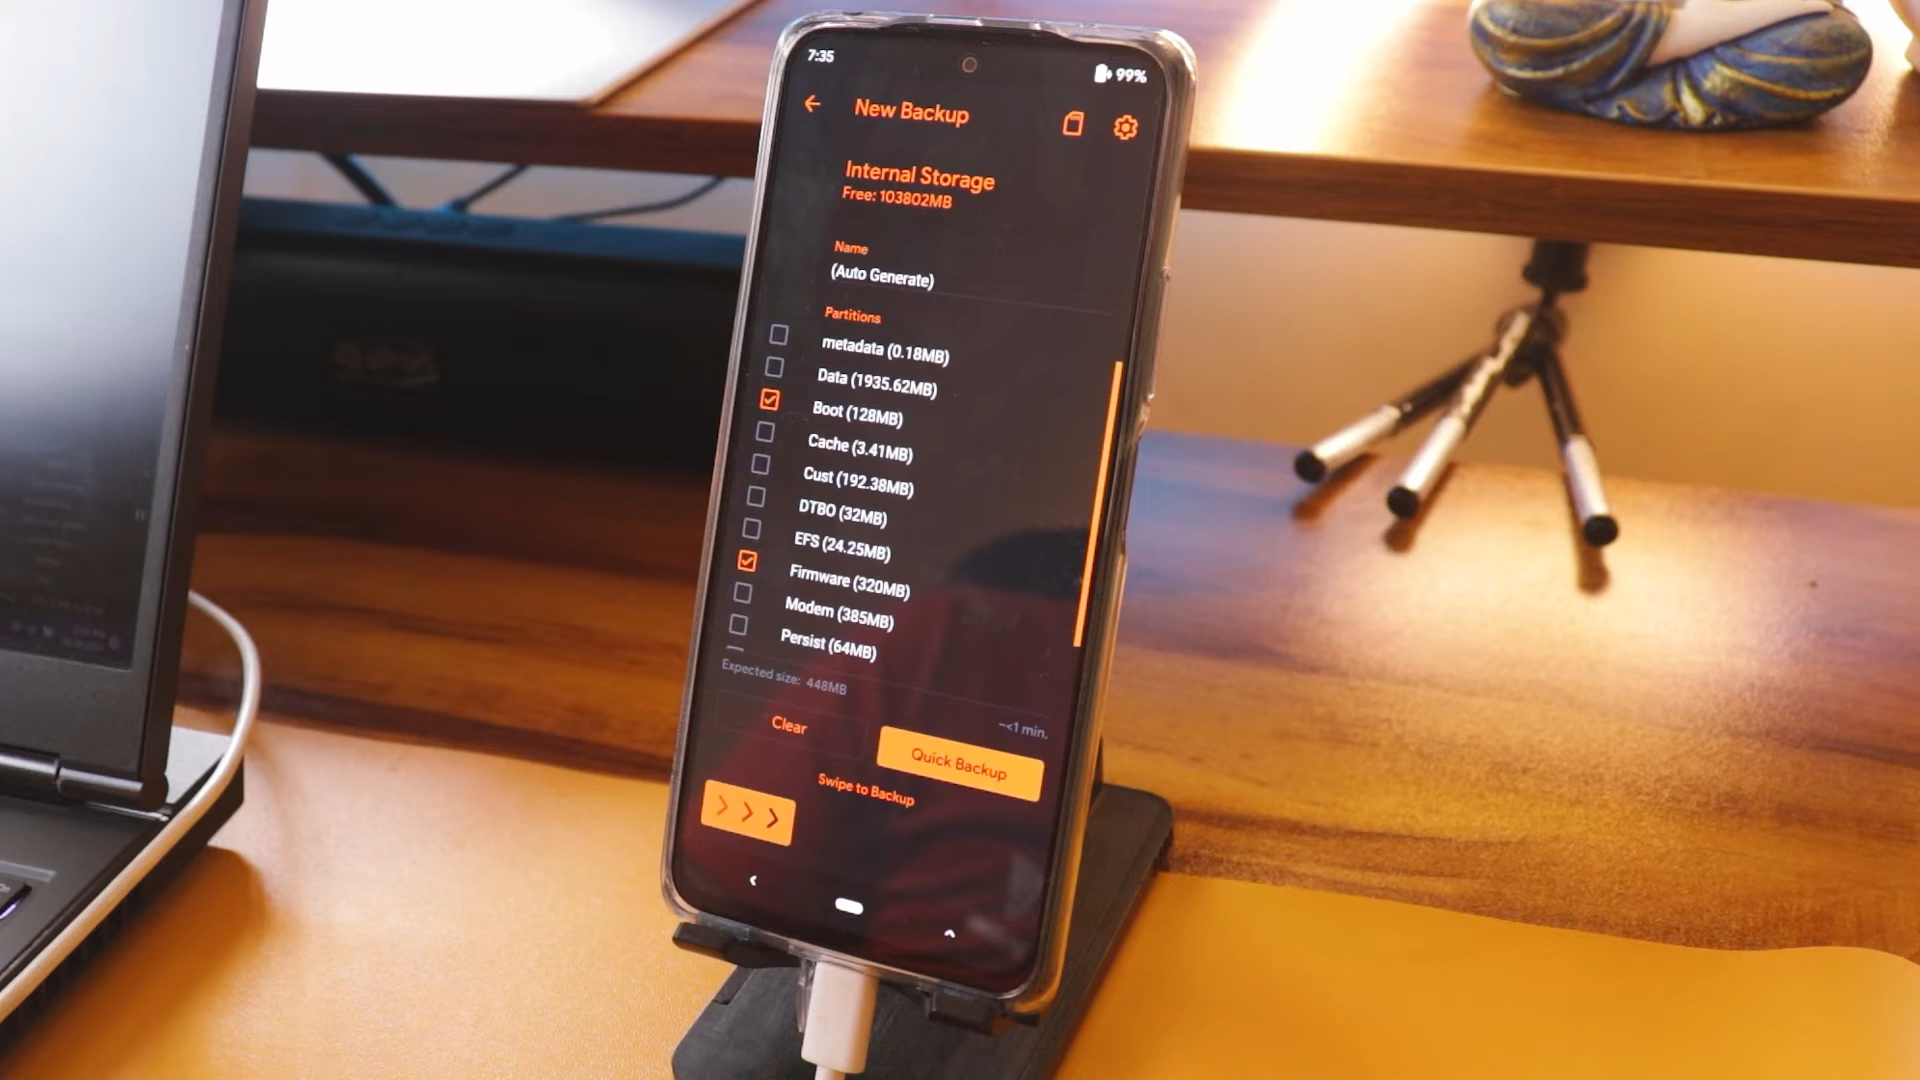 7:35
99%
New Backup
Internal Storage
Free: 103802MB
Name
(Auto Generate)
Partitions
metadata (0.18MB)
Data (1935.62MB)
Boot (128MB)
Cache (3.41MB)
Cust (192.38MB)
DTBO (32MB)
EFS (24.25MB)
Firmware (320MB)
Modem (385MB)
Persist (64MB)
Expected size: 448MB
~<1 min.
Clear
Quick Backup
Swipe to Backup